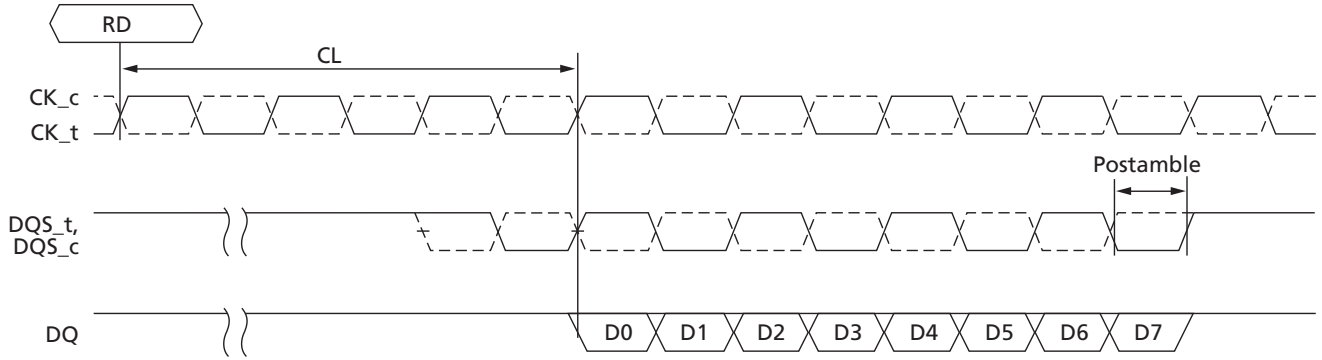 RD
CL
CK_c
CK_t
Postamble
DQS_t,
DQS_c
DQ D0 D1 D2 D3 D4 D5 D6 D7